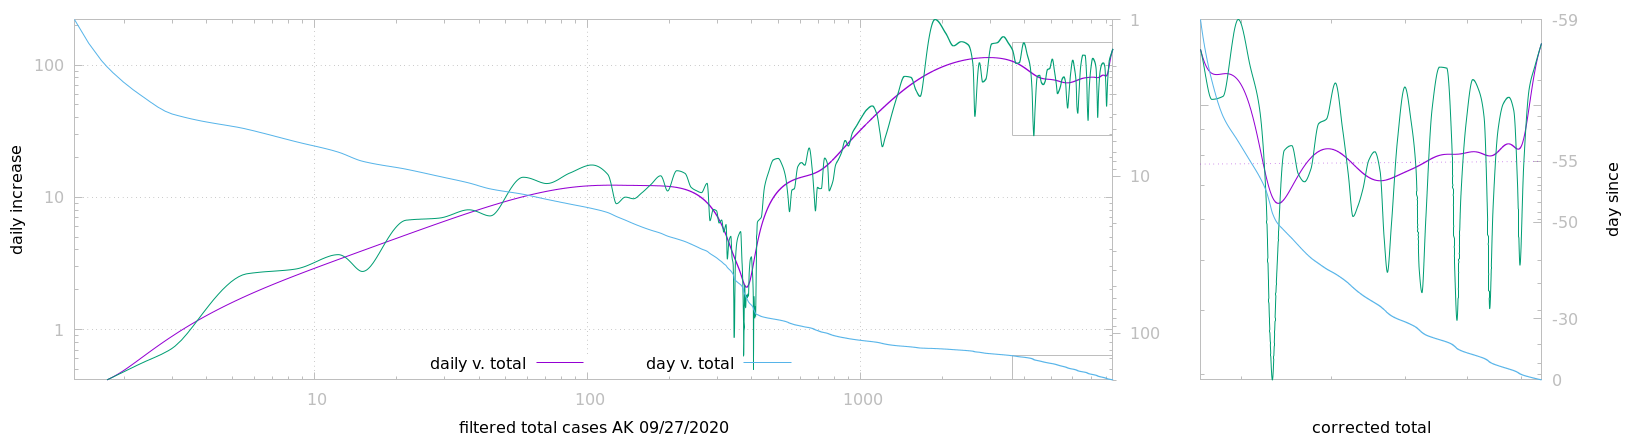 100
10
1
daily increase
daily v. total
day v. total
10
100
1000
filtered total cases AK 09/27/2020
1
10
100
-59
-55
-50
-30
0
day since
corrected total